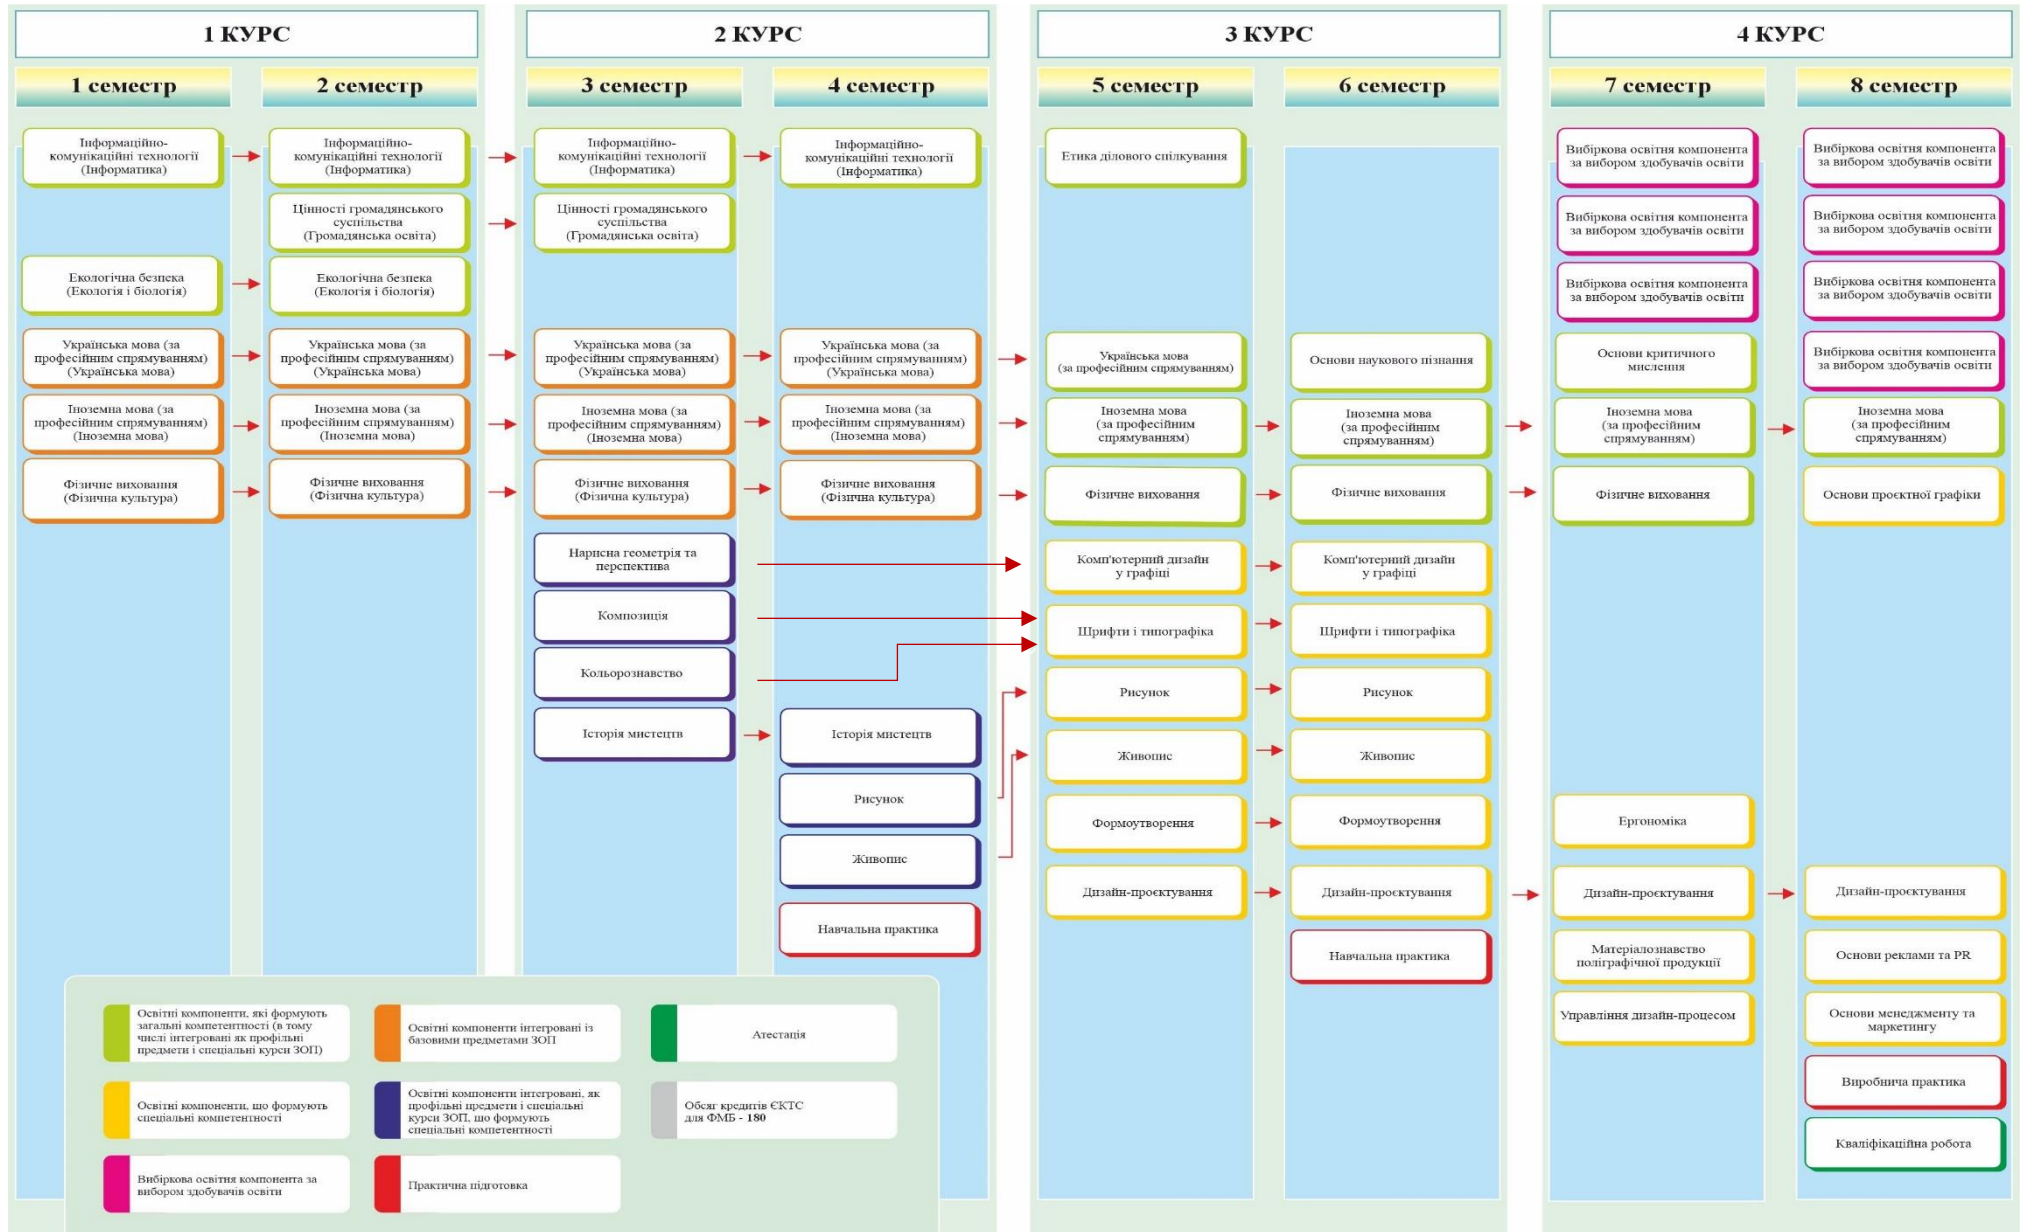 1 КУРС
2 КУРС
3 КУРС
4 КУРС
1 семестр
2 семестр
3 семестр
4 семестр
5 семестр
6 семестр
7 семестр
8 семестр
Інформаційно-
комунікаційні технології
(Інформатика)
Екологічна безпека
(Екологія і біологія)
Українська мова (за
професійним спрямуванням)
(Українська мова)
Іноземна мова (за
професійним спрямуванням)
(Іноземна мова)
Фізичне виховання
(Фізична культура)
Інформаційно-
комунікаційні технології
(Інформатика)
Цінності громадянського
суспільства
(Громадянська освіта)
Екологічна безпека
(Екологія і біологія)
Українська мова (за
професійним спрямуванням)
(Українська мова)
Іноземна мова (за
професійним спрямуванням)
(Іноземна мова)
Фізичне виховання
(Фізична культура)
Інформаційно-
комунікаційні технології
(Інформатика)
Цінності громадянського
суспільства
(Громадянська освіта)
Українська мова (за
професійним спрямуванням)
(Українська мова)
Іноземна мова (за
професійним спрямуванням)
(Іноземна мова)
Фізичне виховання
(Фізична культура)
Нарисна геометрія та
перспектива
Композиція
Кольорознавство
Історія мистецтв
Інформаційно-
комунікаційні технології
(Інформатика)
Українська мова (за
професійним спрямуванням)
(Українська мова)
Іноземна мова (за
професійним спрямуванням)
(Іноземна мова)
Фізичне виховання
(Фізична культура)
Історія мистецтв
Рисунок
Живопис
Навчальна практика
Етика ділового спілкування
Українська мова
(за професійним спрямуванням)
Іноземна мова
(за професійним
спрямуванням)
Фізичне виховання
Комп'ютерний дизайн
у графіці
Шрифти і типографіка
Рисунок
Живопис
Формоутворення
Дизайн-проєктування
Основи наукового пізнання
Іноземна мова
(за професійним
спрямуванням)
Фізичне виховання
Комп'ютерний дизайн
у графіці
Шрифти і типографіка
Рисунок
Живопис
Формоутворення
Дизайн-проєктування
Навчальна практика
Вибіркова освітня компонента
за вибором здобувачів освіти
Вибіркова освітня компонента
за вибором здобувачів освіти
Вибіркова освітня компонента
за вибором здобувачів освіти
Основи критичного
мислення
Іноземна мова
(за професійним
спрямуванням)
Фізичне виховання
Ергономіка
Дизайн-проєктування
Матеріалознавство
поліграфічної продукції
Управління дизайн-процесом
Вибіркова освітня компонента
за вибором здобувачів освіти
Вибіркова освітня компонента
за вибором здобувачів освіти
Вибіркова освітня компонента
за вибором здобувачів освіти
Вибіркова освітня компонента
за вибором здобувачів освіти
Іноземна мова
(за професійним
спрямуванням)
Основи проєктної графіки
Дизайн-проєктування
Основи реклами та PR
Основи менеджменту та
маркетингу
Виробнича практика
Кваліфікаційна робота
Освітні компоненти, які формують
загальні компетентності (в тому
числі інтегровані як профільні
предмети і спеціальні курси ЗОП)
Освітні компоненти, що формують
спеціальні компетентності
Вибіркова освітня компонента за
вибором здобувачів освіти
Освітні компоненти інтегровані із
базовими предметами ЗОП
Освітні компоненти інтегровані, як
профільні предмети і спеціальні
курси ЗОП, що формують
спеціальні компетентності
Практична підготовка
Атестація
Обсяг кредитів ЄКТС
для ФМБ - 180